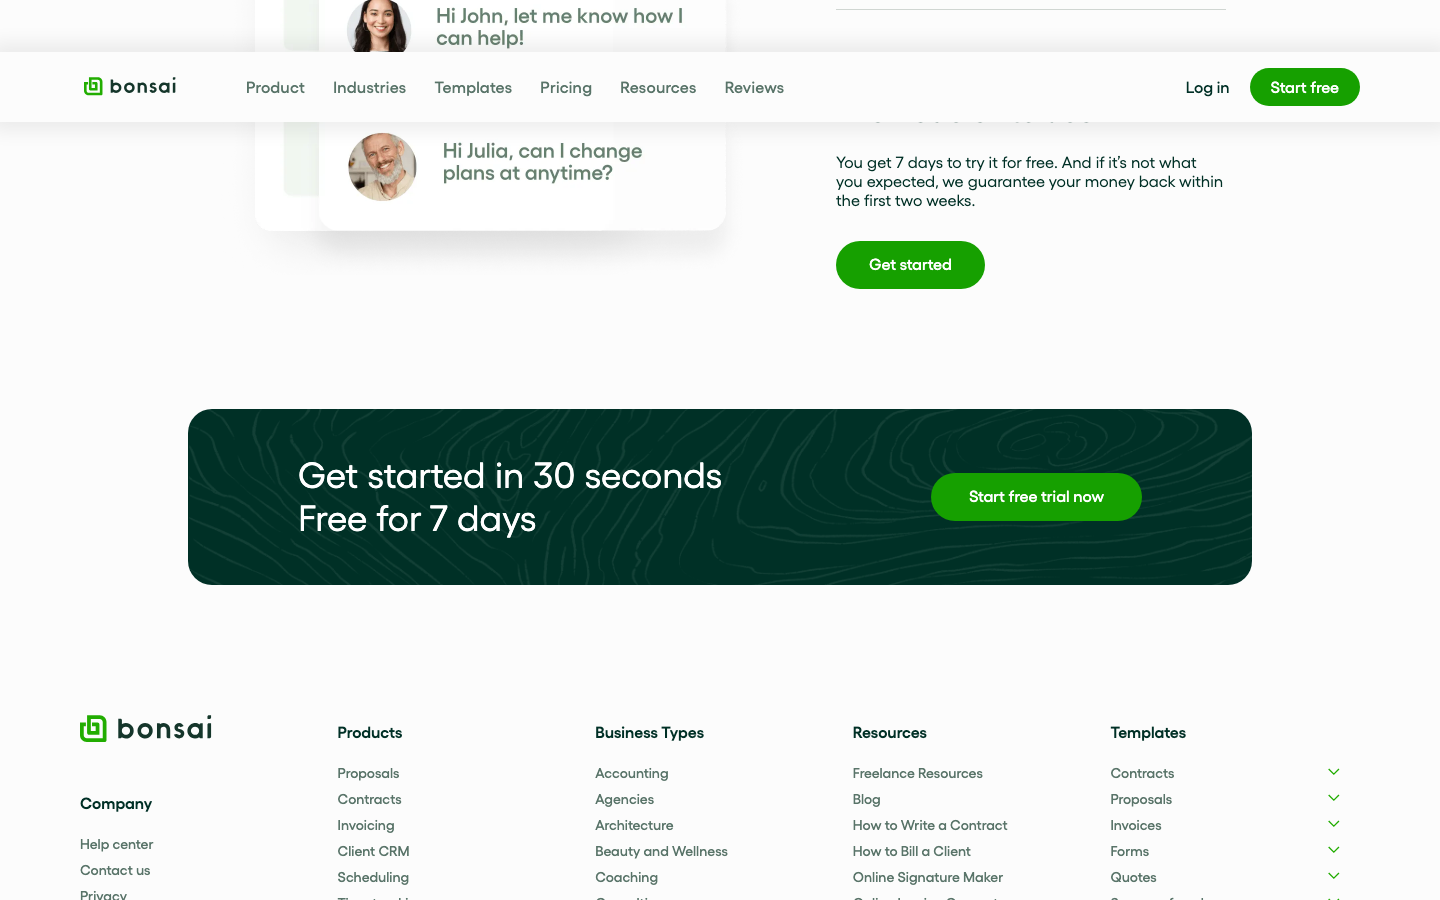 Hi John, let me know how I
can help!
bonsai
Product
Industries
Templates
Pricing
Resources
Reviews
Log in
Start free
Hi Julia, can I change
plans at anytime?
You get 7 days to try it for free. And if it's not what
you expected, we guarantee your money back within
the first two weeks.
Get started
Get started in 30 seconds
Free for 7 days
Start free trial now
bonsai
Company
Help center
Contact us
Privacy
Products
Proposals
Contracts
Invoicing
Client CRM
Scheduling
Business Types
Accounting
Agencies
Architecture
Beauty and Wellness
Coaching
Resources
Freelance Resources
Blog
How to Write a Contract
How to Bill a Client
Online Signature Maker
Templates
Contracts
Proposals
Invoices
Forms
Quotes